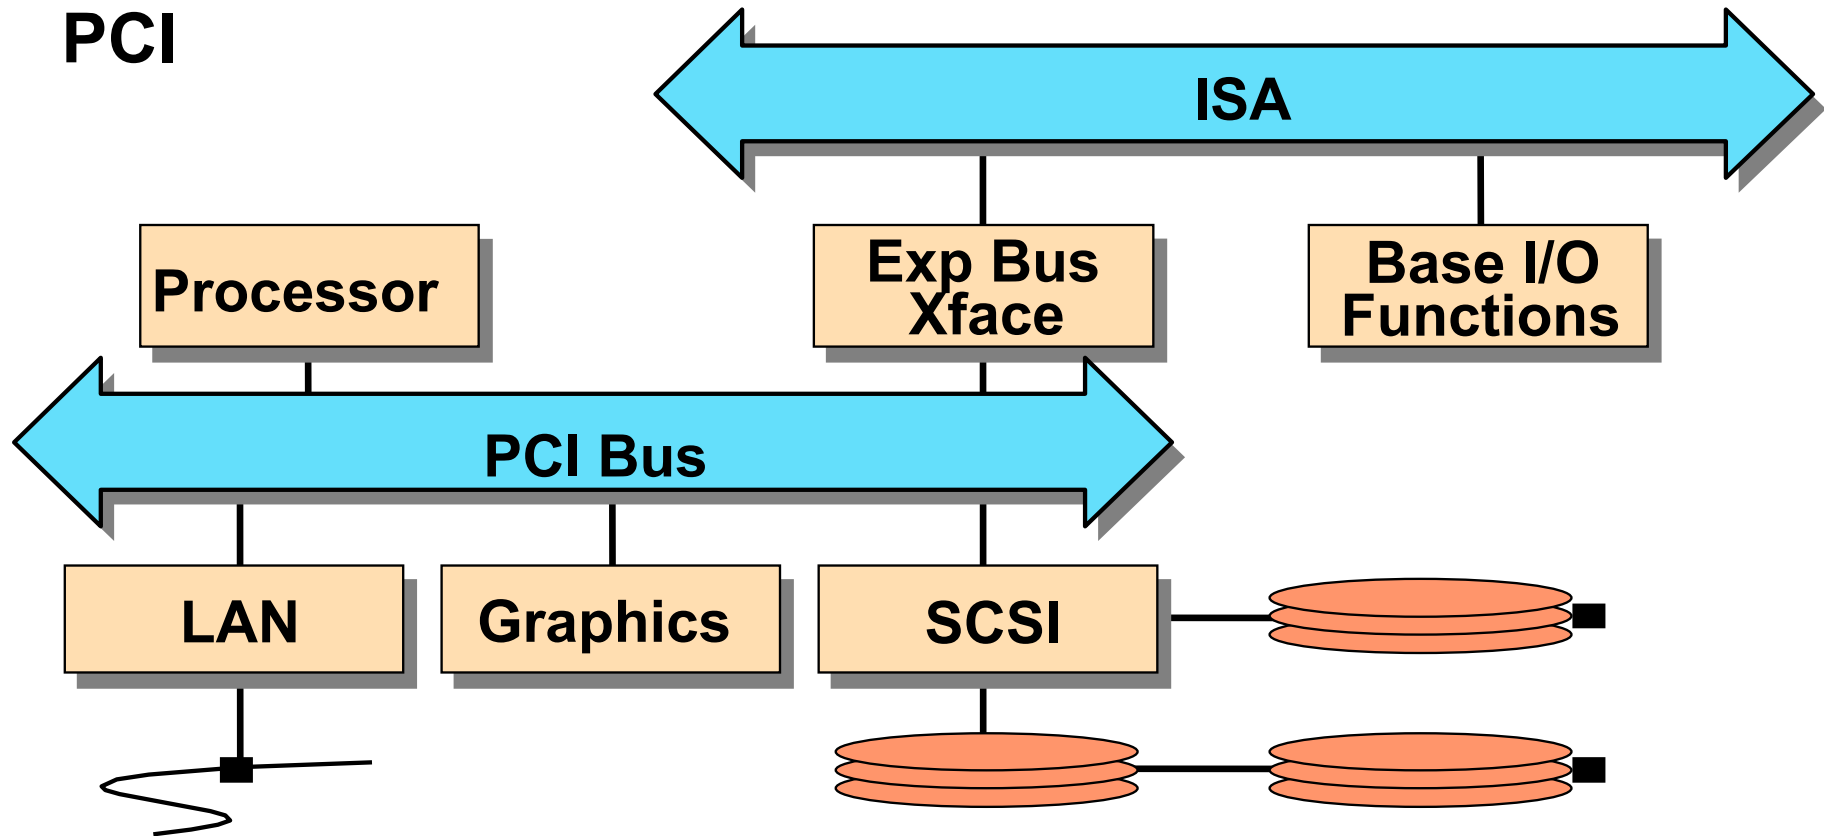 PCI
ISA
Processor
Exp Bus
Xface
Base I/O
Functions
PCI Bus
LAN
Graphics
SCSI